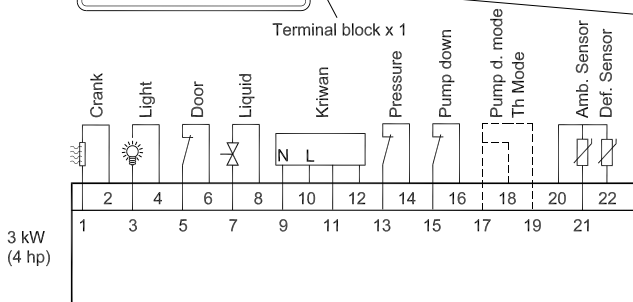 Terminal block x 1
Crank
Light
Door
Liquid
Kriwan
Pressure
Pump down
Pump d. mode
Th Mode
Amb. Sensor
Def. Sensor
N L
2 4 6 8 10 12 14 16 18 20 22
1 3 5 7 9 11 13 15 17 19 21
3 kW
(4 hp)